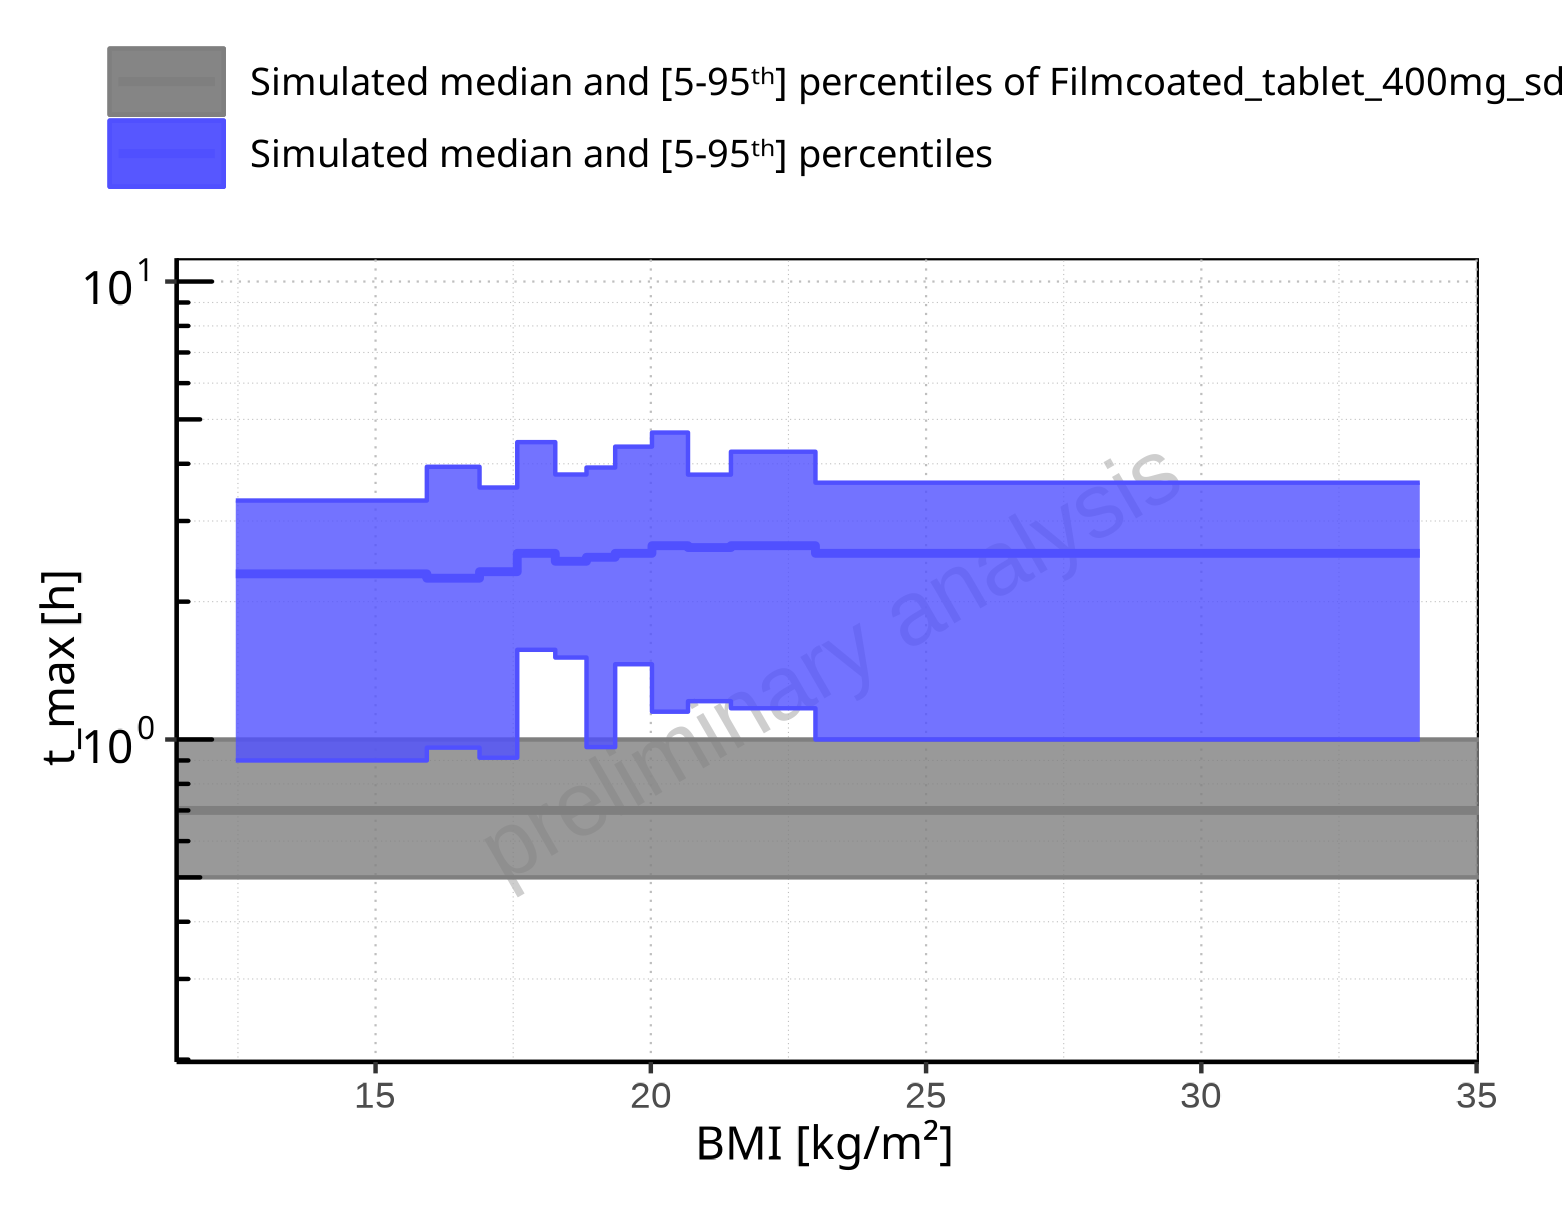 Simulated median and [5-95ᵗʰ] percentiles of Filmcoated_tablet_400mg_sd
Simulated median and [5-95ᵗʰ] percentiles
10¹
10⁰
t_max [h]
preliminary analysis
15 20 25 30 35
BMI [kg/m²]